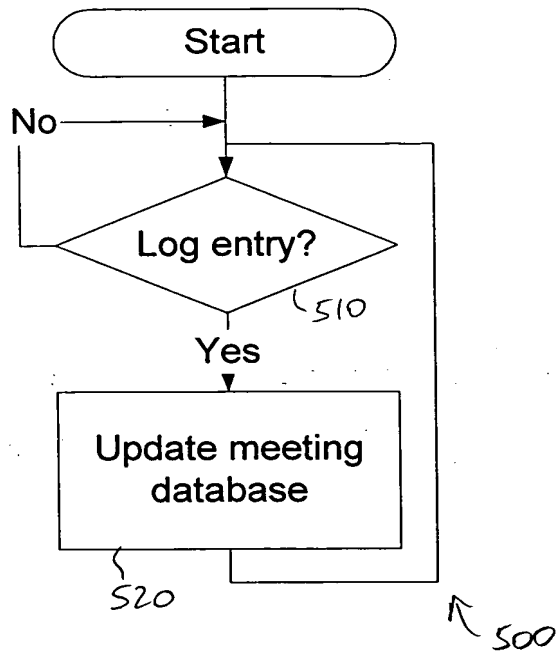 Start
No
Log entry?
510
Yes
Update meeting
database
520
500